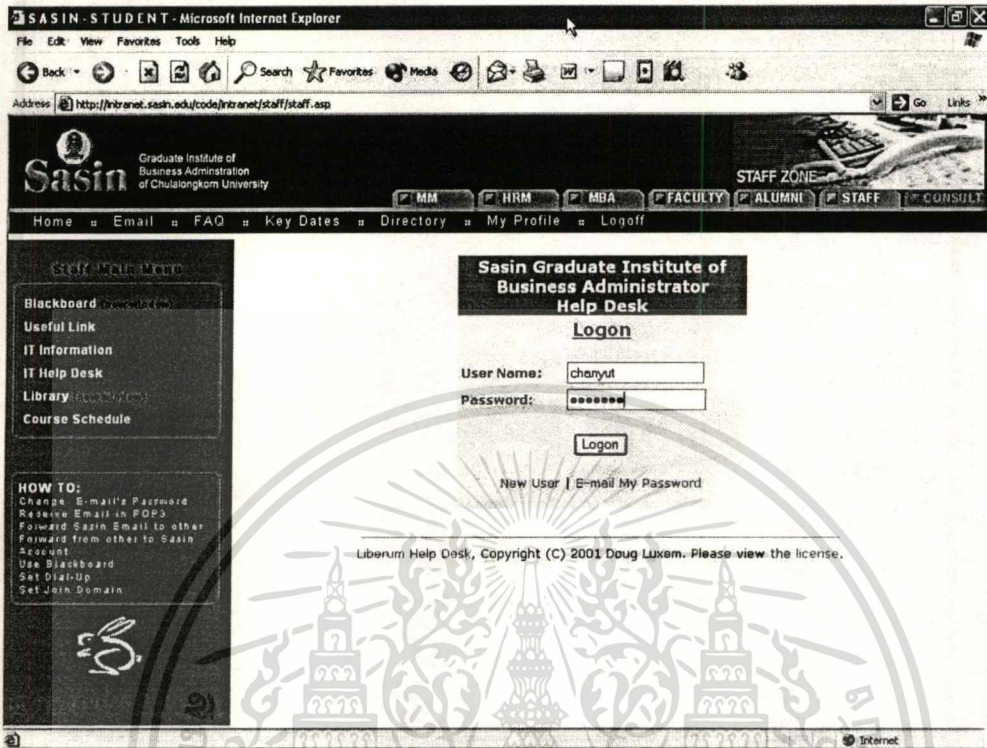 SASIN - STUDENT - Microsoft Internet Explorer
File Edit View Favorites Tools Help
Back Search Favorites Media
Address http://intranet.sasin.edu/code/intranet/staff/staff.asp Go Links »
Sasin
Graduate Institute of
Business Adminstration
of Chulalongkorn University
STAFF ZONE
MM HRM MBA FACULTY ALUMNI STAFF CONSULT
Home :: Email :: FAQ :: Key Dates :: Directory :: My Profile :: Logoff
Staff Main Menu
Blackboard
Useful Link
IT Information
IT Help Desk
Library
Course Schedule
HOW TO:
Change E-mail's Password
Receive Email in POP3
Forward Sasin Email to other
Forward from other to Sasin
Account
Use Blackboard
Set Dial-Up
Set Join Domain
Sasin Graduate Institute of
Business Administrator
Help Desk
Logon
User Name: chanyut
Password: •••••••
Logon
New User | E-mail My Password
Liberum Help Desk, Copyright (C) 2001 Doug Luxem. Please view the license.
Internet